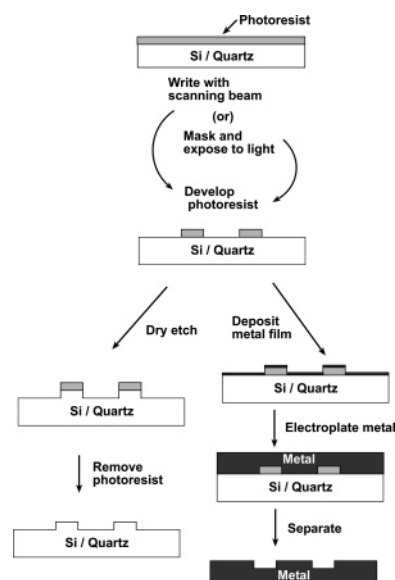 Photoresist
Si / Quartz
Write with
scanning beam
(or)
Mask and
expose to light
Develop
photoresist
Si / Quartz
Dry etch
Deposit
metal film
Si / Quartz
Si / Quartz
Electroplate metal
Remove
photoresist
Metal
Si / Quartz
Separate
Si / Quartz
Metal